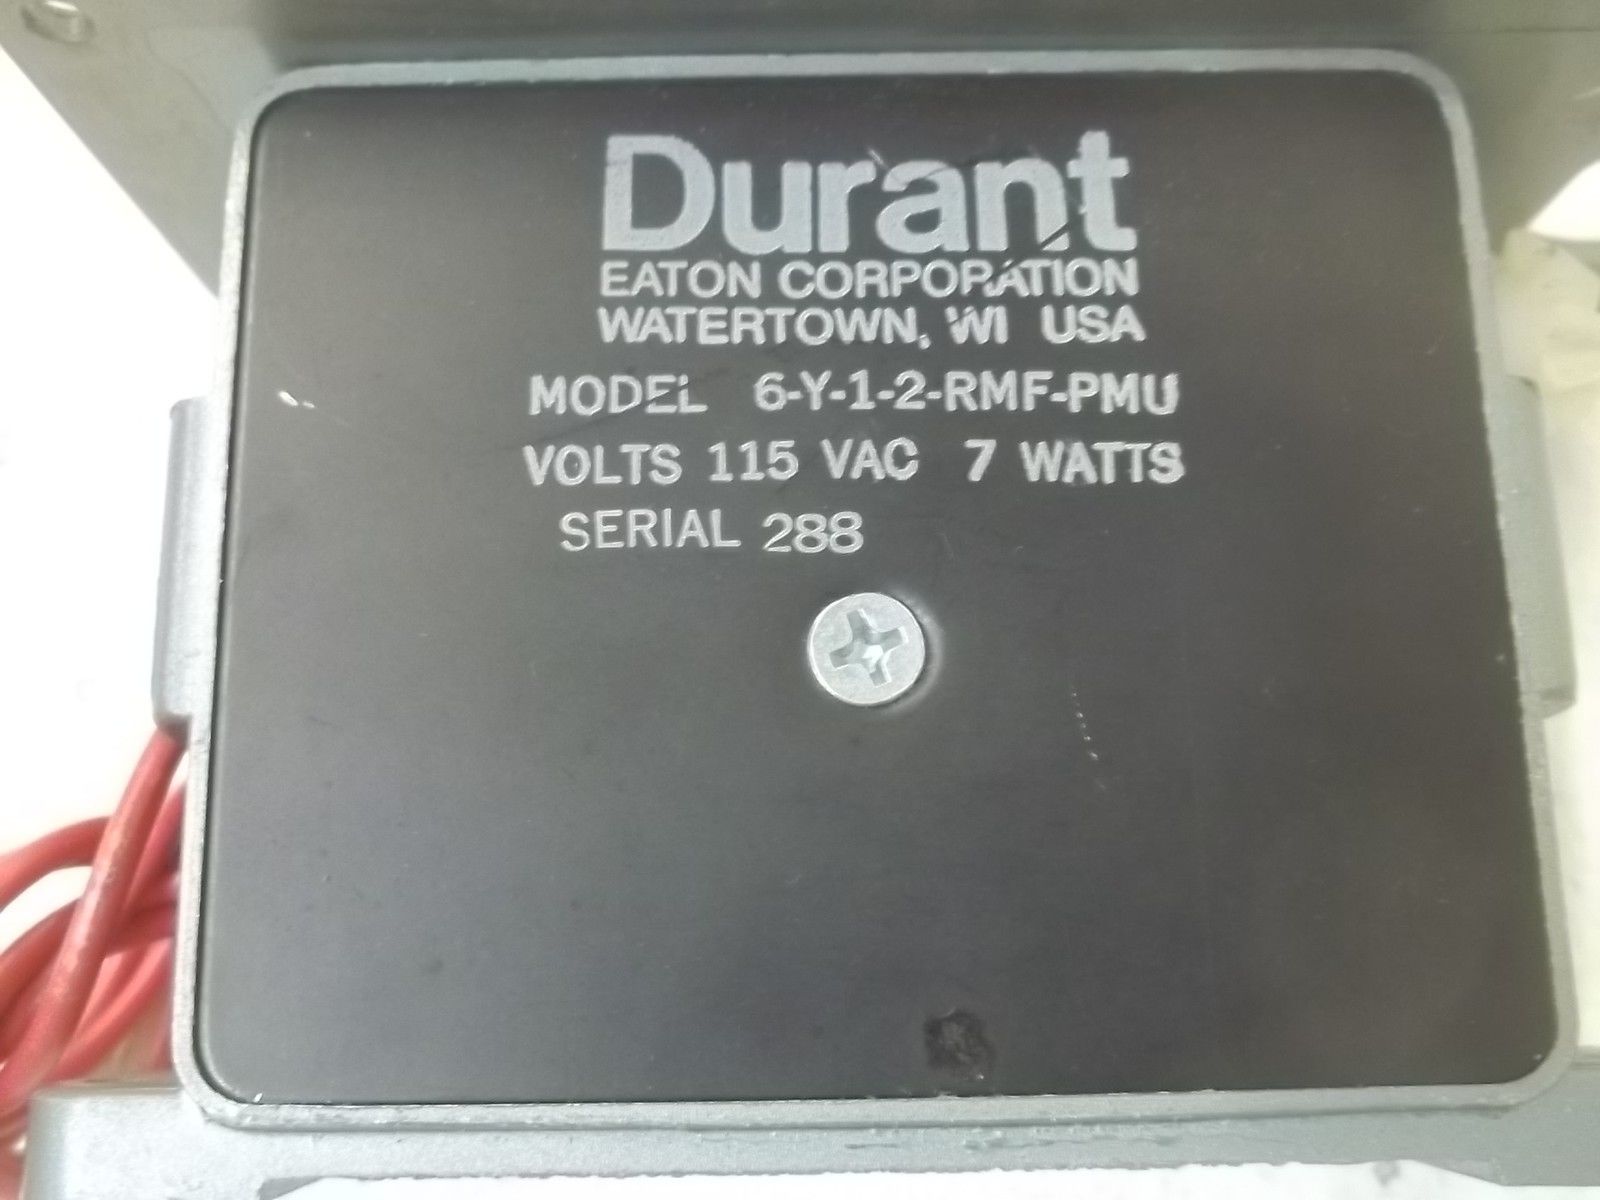 Durant
EATON CORPORATION
WATERTOWN, WI USA
MODEL 6-Y-1-2-RMF-PMU
VOLTS 115 VAC 7 WATTS
SERIAL 288